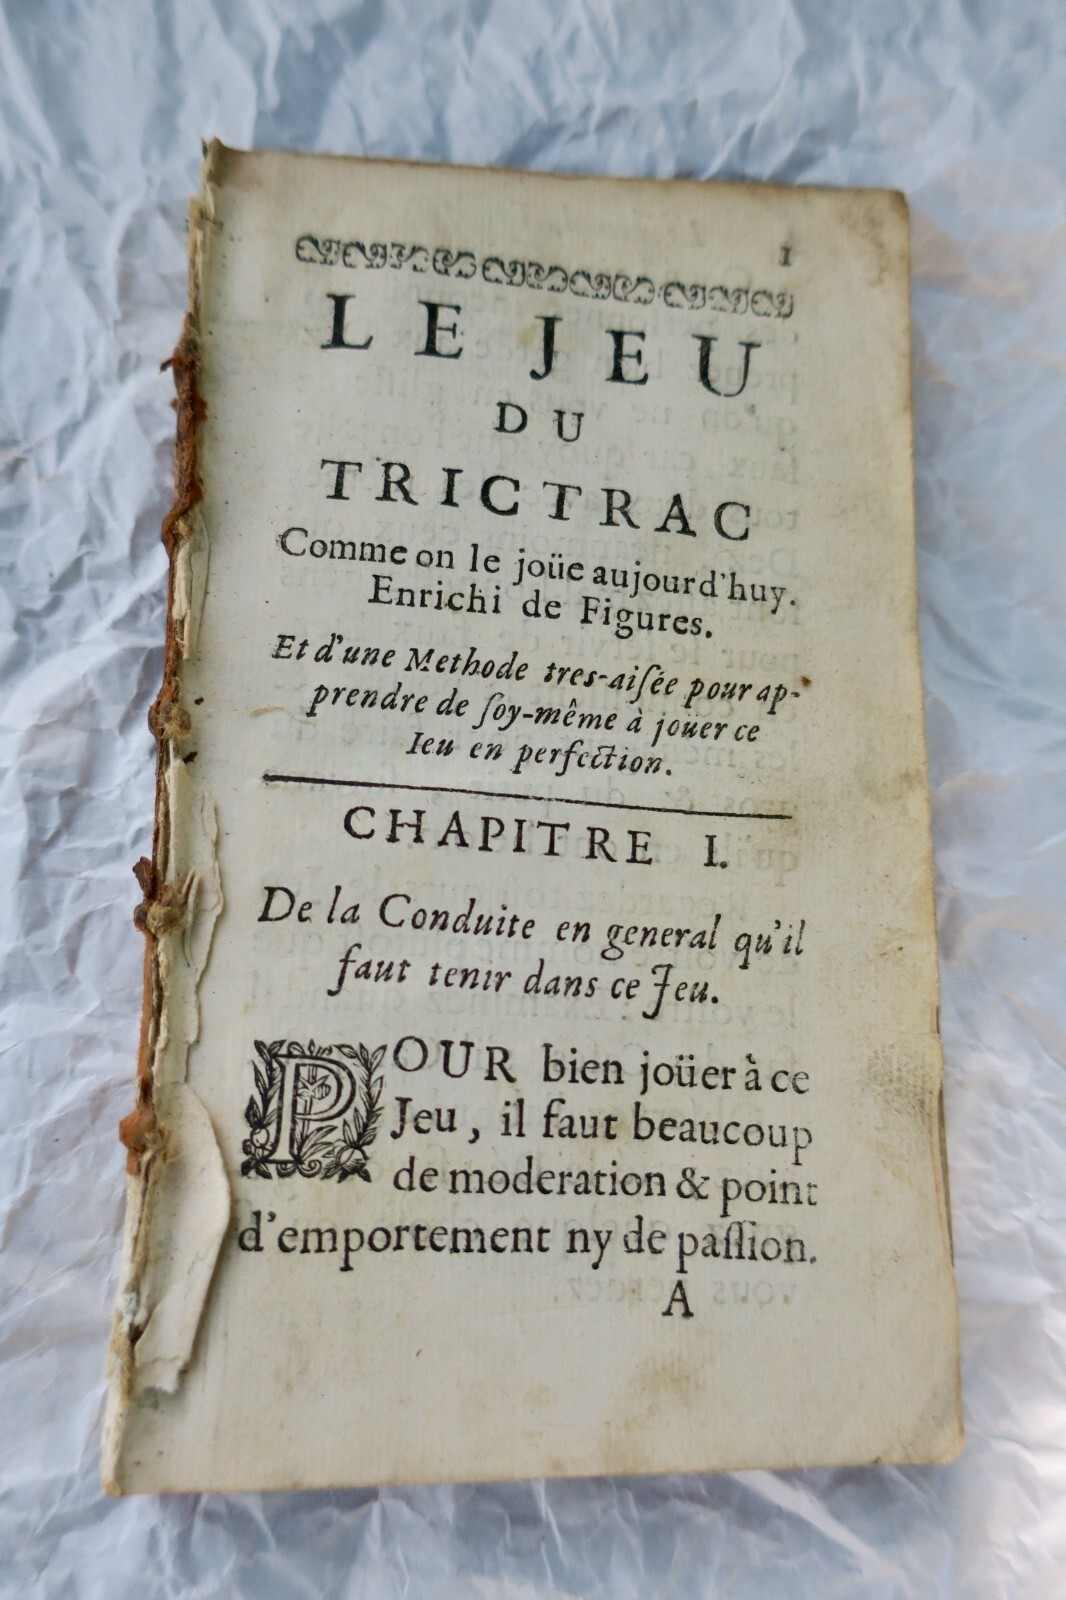 1
LE JEU
DU
TRICTRAC
Comme on le joüe aujourd'huy.
Enrichi de Figures.
Et d'une Methode tres-aiſée pour ap-
prendre de ſoy-même à joüer ce
Ieu en perfection.
CHAPITRE I.
De la Conduite en general qu'il
faut tenir dans ce Jeu.
POUR bien joüer à ce
Jeu, il faut beaucoup
de moderation & point
d'emportement ny de paſſion.
A